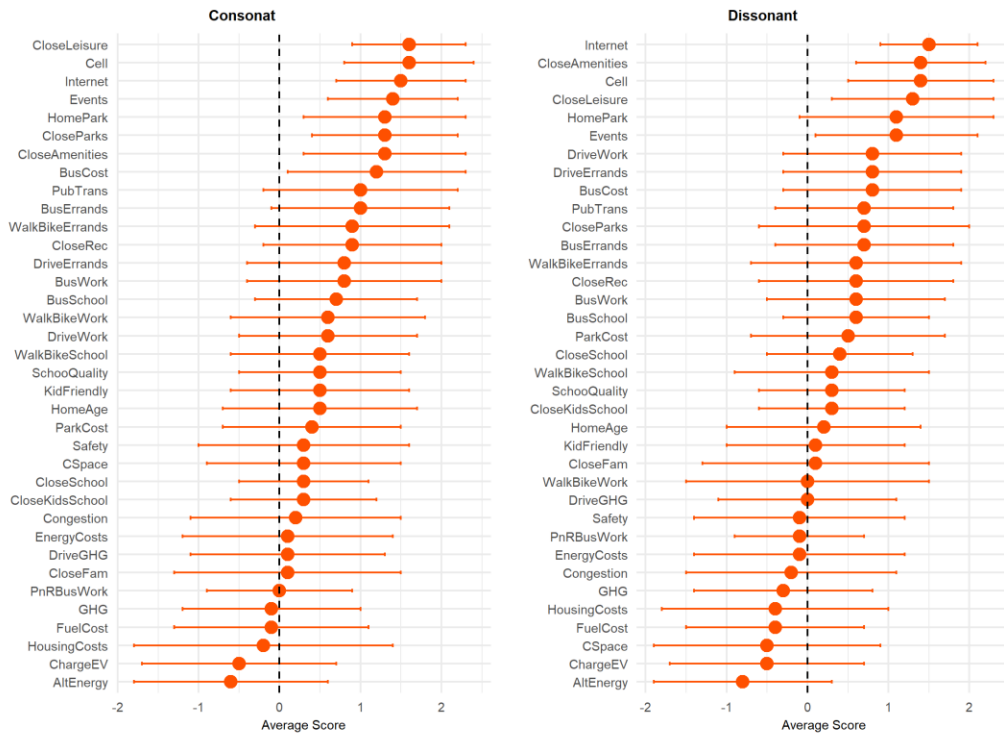 Consonat
CloseLeisure
Cell
Internet
Events
HomePark
CloseParks
CloseAmenities
BusCost
PubTrans
BusErrands
WalkBikeErrands
CloseRec
DriveErrands
BusWork
BusSchool
WalkBikeWork
DriveWork
WalkBikeSchool
SchooQuality
KidFriendly
HomeAge
ParkCost
Safety
CSpace
CloseSchool
CloseKidsSchool
Congestion
EnergyCosts
DriveGHG
CloseFam
PnRBusWork
GHG
FuelCost
HousingCosts
ChargeEV
AltEnergy
-2 -1 0 1 2
Average Score
Dissonant
Internet
CloseAmenities
Cell
CloseLeisure
HomePark
Events
DriveWork
DriveErrands
BusCost
PubTrans
CloseParks
BusErrands
WalkBikeErrands
CloseRec
BusWork
BusSchool
ParkCost
CloseSchool
WalkBikeSchool
SchooQuality
CloseKidsSchool
HomeAge
KidFriendly
CloseFam
WalkBikeWork
DriveGHG
Safety
PnRBusWork
EnergyCosts
Congestion
GHG
HousingCosts
FuelCost
CSpace
ChargeEV
AltEnergy
-2 -1 0 1 2
Average Score